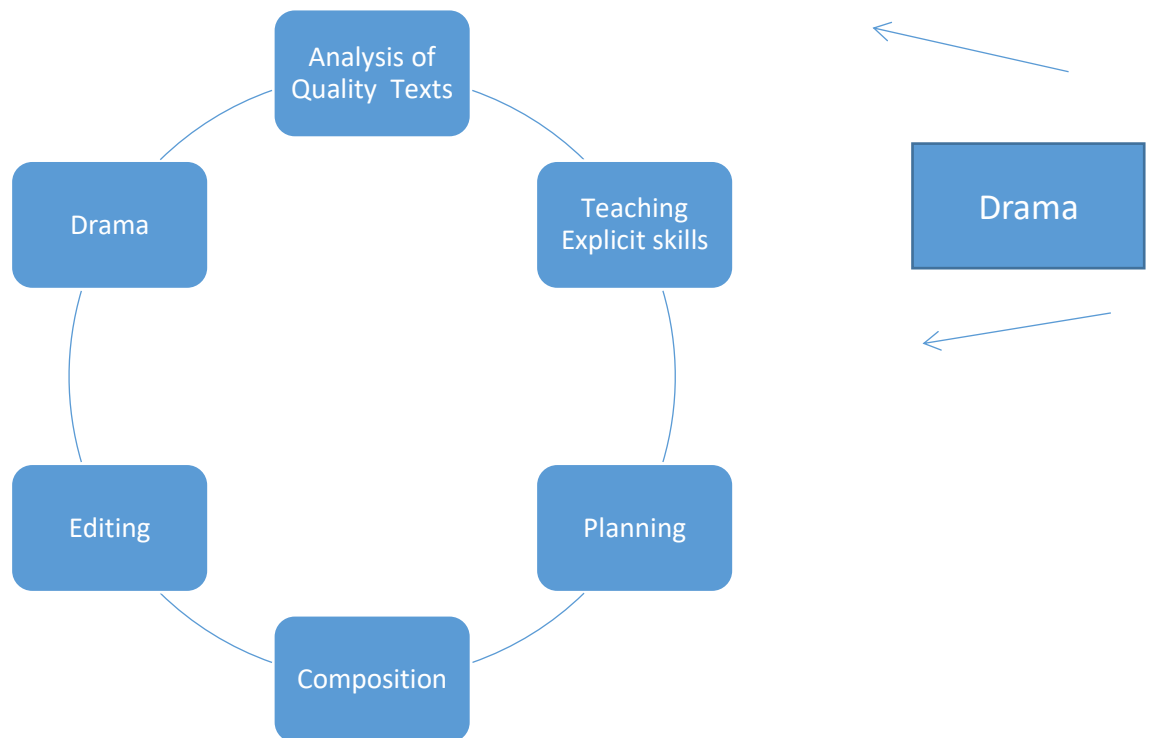 Analysis of
Quality Texts
Drama
Teaching
Explicit skills
Drama
Editing
Planning
Composition